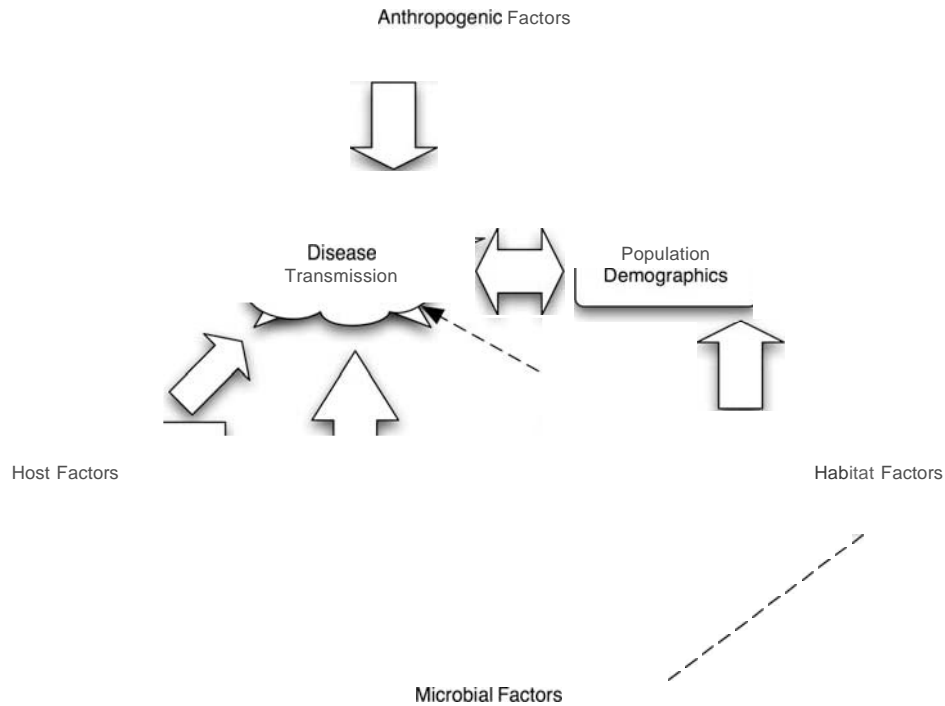 Anthropogenic Factors
Disease
Transmission
Population
Demographics
Host Factors
Habitat Factors
Microbial Factors